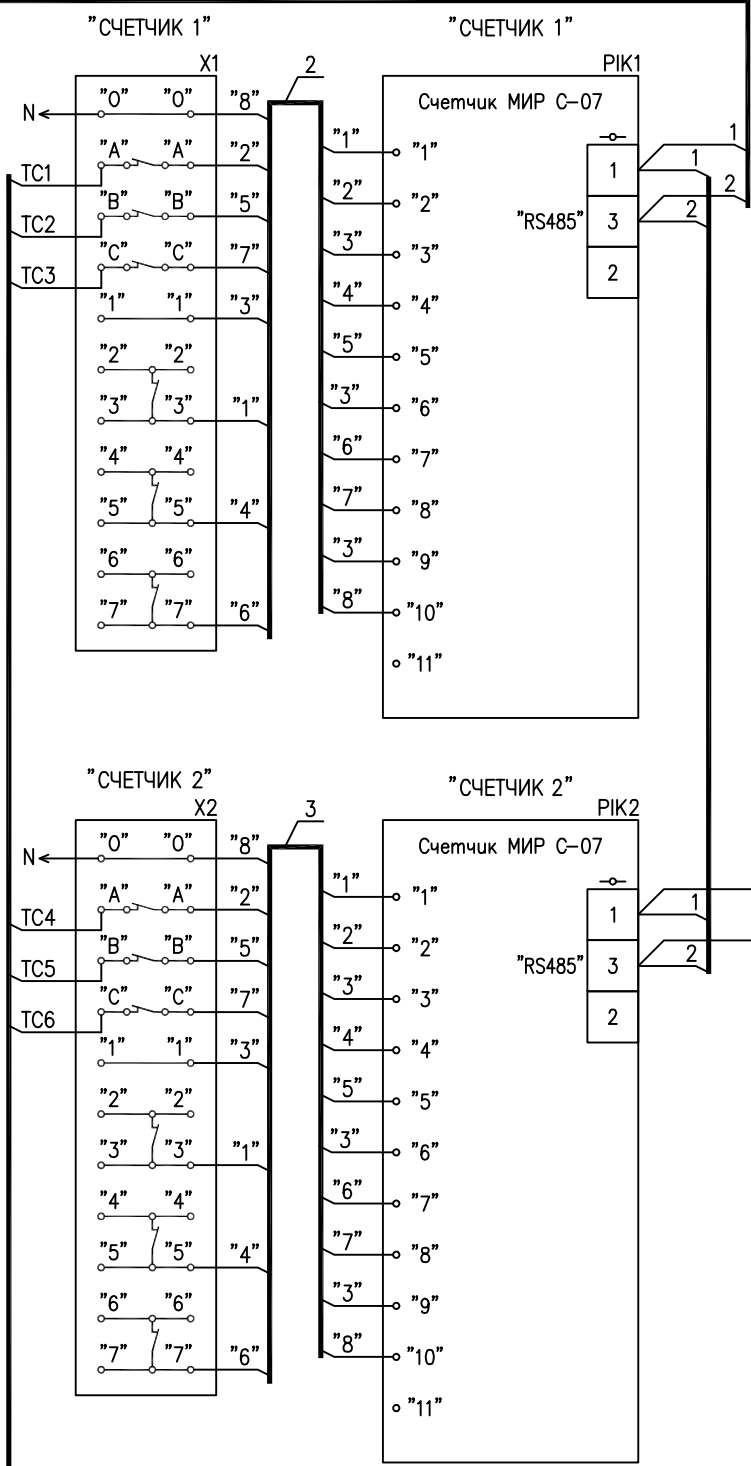 "СЧЕТЧИК 1" "СЧЕТЧИК 1"
X1 2 PIK1
Счетчик МИР С-07
N "0" "0" "8"
"1" "1" 1
TC1 "A" "A" "2" 1 1
"2" "2" 2
TC2 "B" "B" "5" "RS485" 3 2
"3" "3"
TC3 "C" "C" "7" 2
"4" "4"
"1" "1" "3"
"5" "5"
"2" "2"
"3" "6"
"3" "3" "1"
"6" "7"
"4" "4"
"7" "8"
"5" "5" "4"
"3" "9"
"6" "6"
"8" "10"
"7" "7" "6"
"11"
"СЧЕТЧИК 2" "СЧЕТЧИК 2"
X2 3 PIK2
Счетчик МИР С-07
N "0" "0" "8"
"1" "1"
TC4 "A" "A" "2" 1 1
"2" "2"
TC5 "B" "B" "5" "RS485" 3 2
"3" "3"
TC6 "C" "C" "7" 2
"4" "4"
"1" "1" "3"
"5" "5"
"2" "2"
"3" "6"
"3" "3" "1"
"6" "7"
"4" "4"
"7" "8"
"5" "5" "4"
"3" "9"
"6" "6"
"8" "10"
"7" "7" "6"
"11"